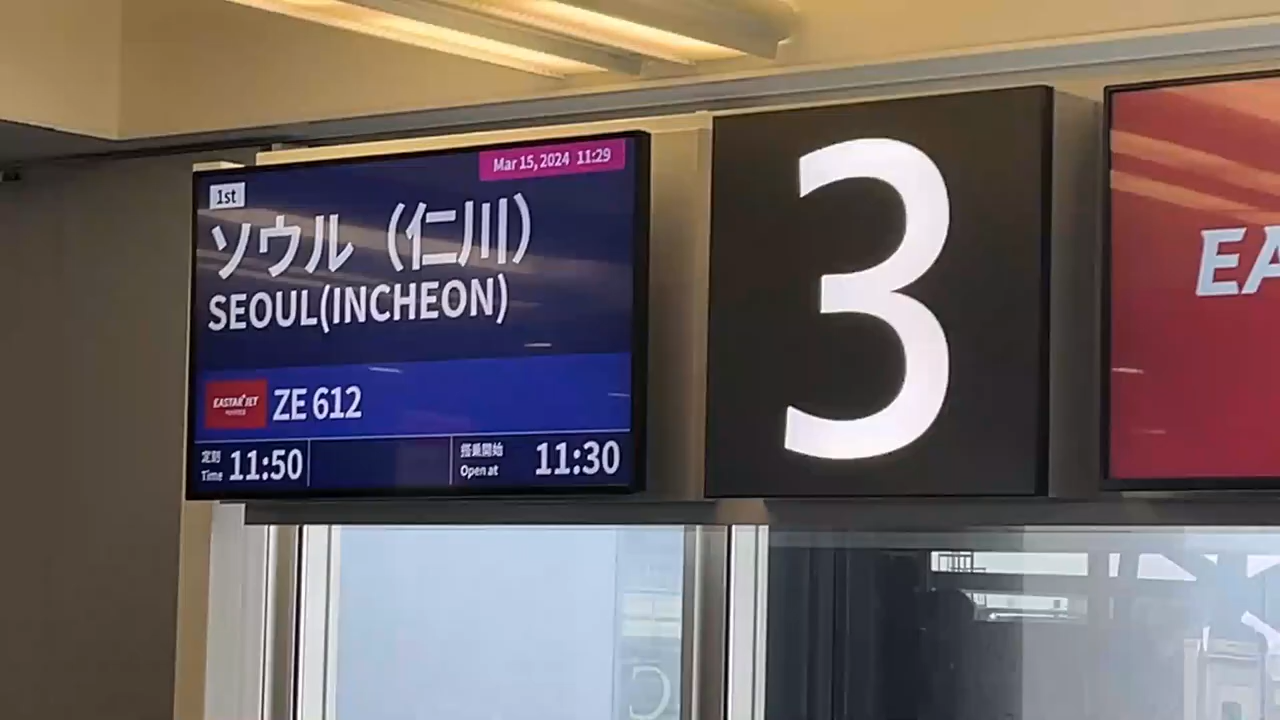 Mar 15, 2024 11:29
1st
ソウル（仁川）
SEOUL(INCHEON)
EASTAR JET
ZE 612
定刻
Time
11:50
搭乗開始
Open at
11:30
3
EA